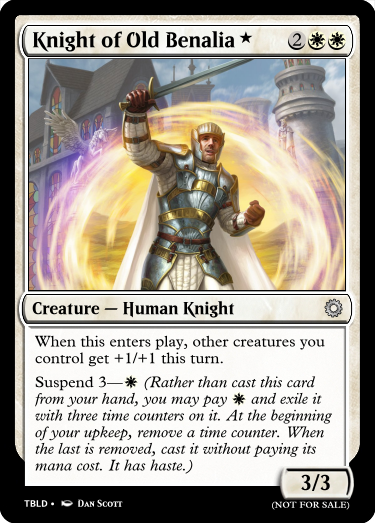 Knight of Old Benalia ★ 2
Creature — Human Knight
When this enters play, other creatures you
control get +1/+1 this turn.
Suspend 3— (Rather than cast this card
from your hand, you may pay and exile it
with three time counters on it. At the beginning
of your upkeep, remove a time counter. When
the last is removed, cast it without paying its
mana cost. It has haste.)
3/3
TBLD • Dan Scott
(NOT FOR SALE)